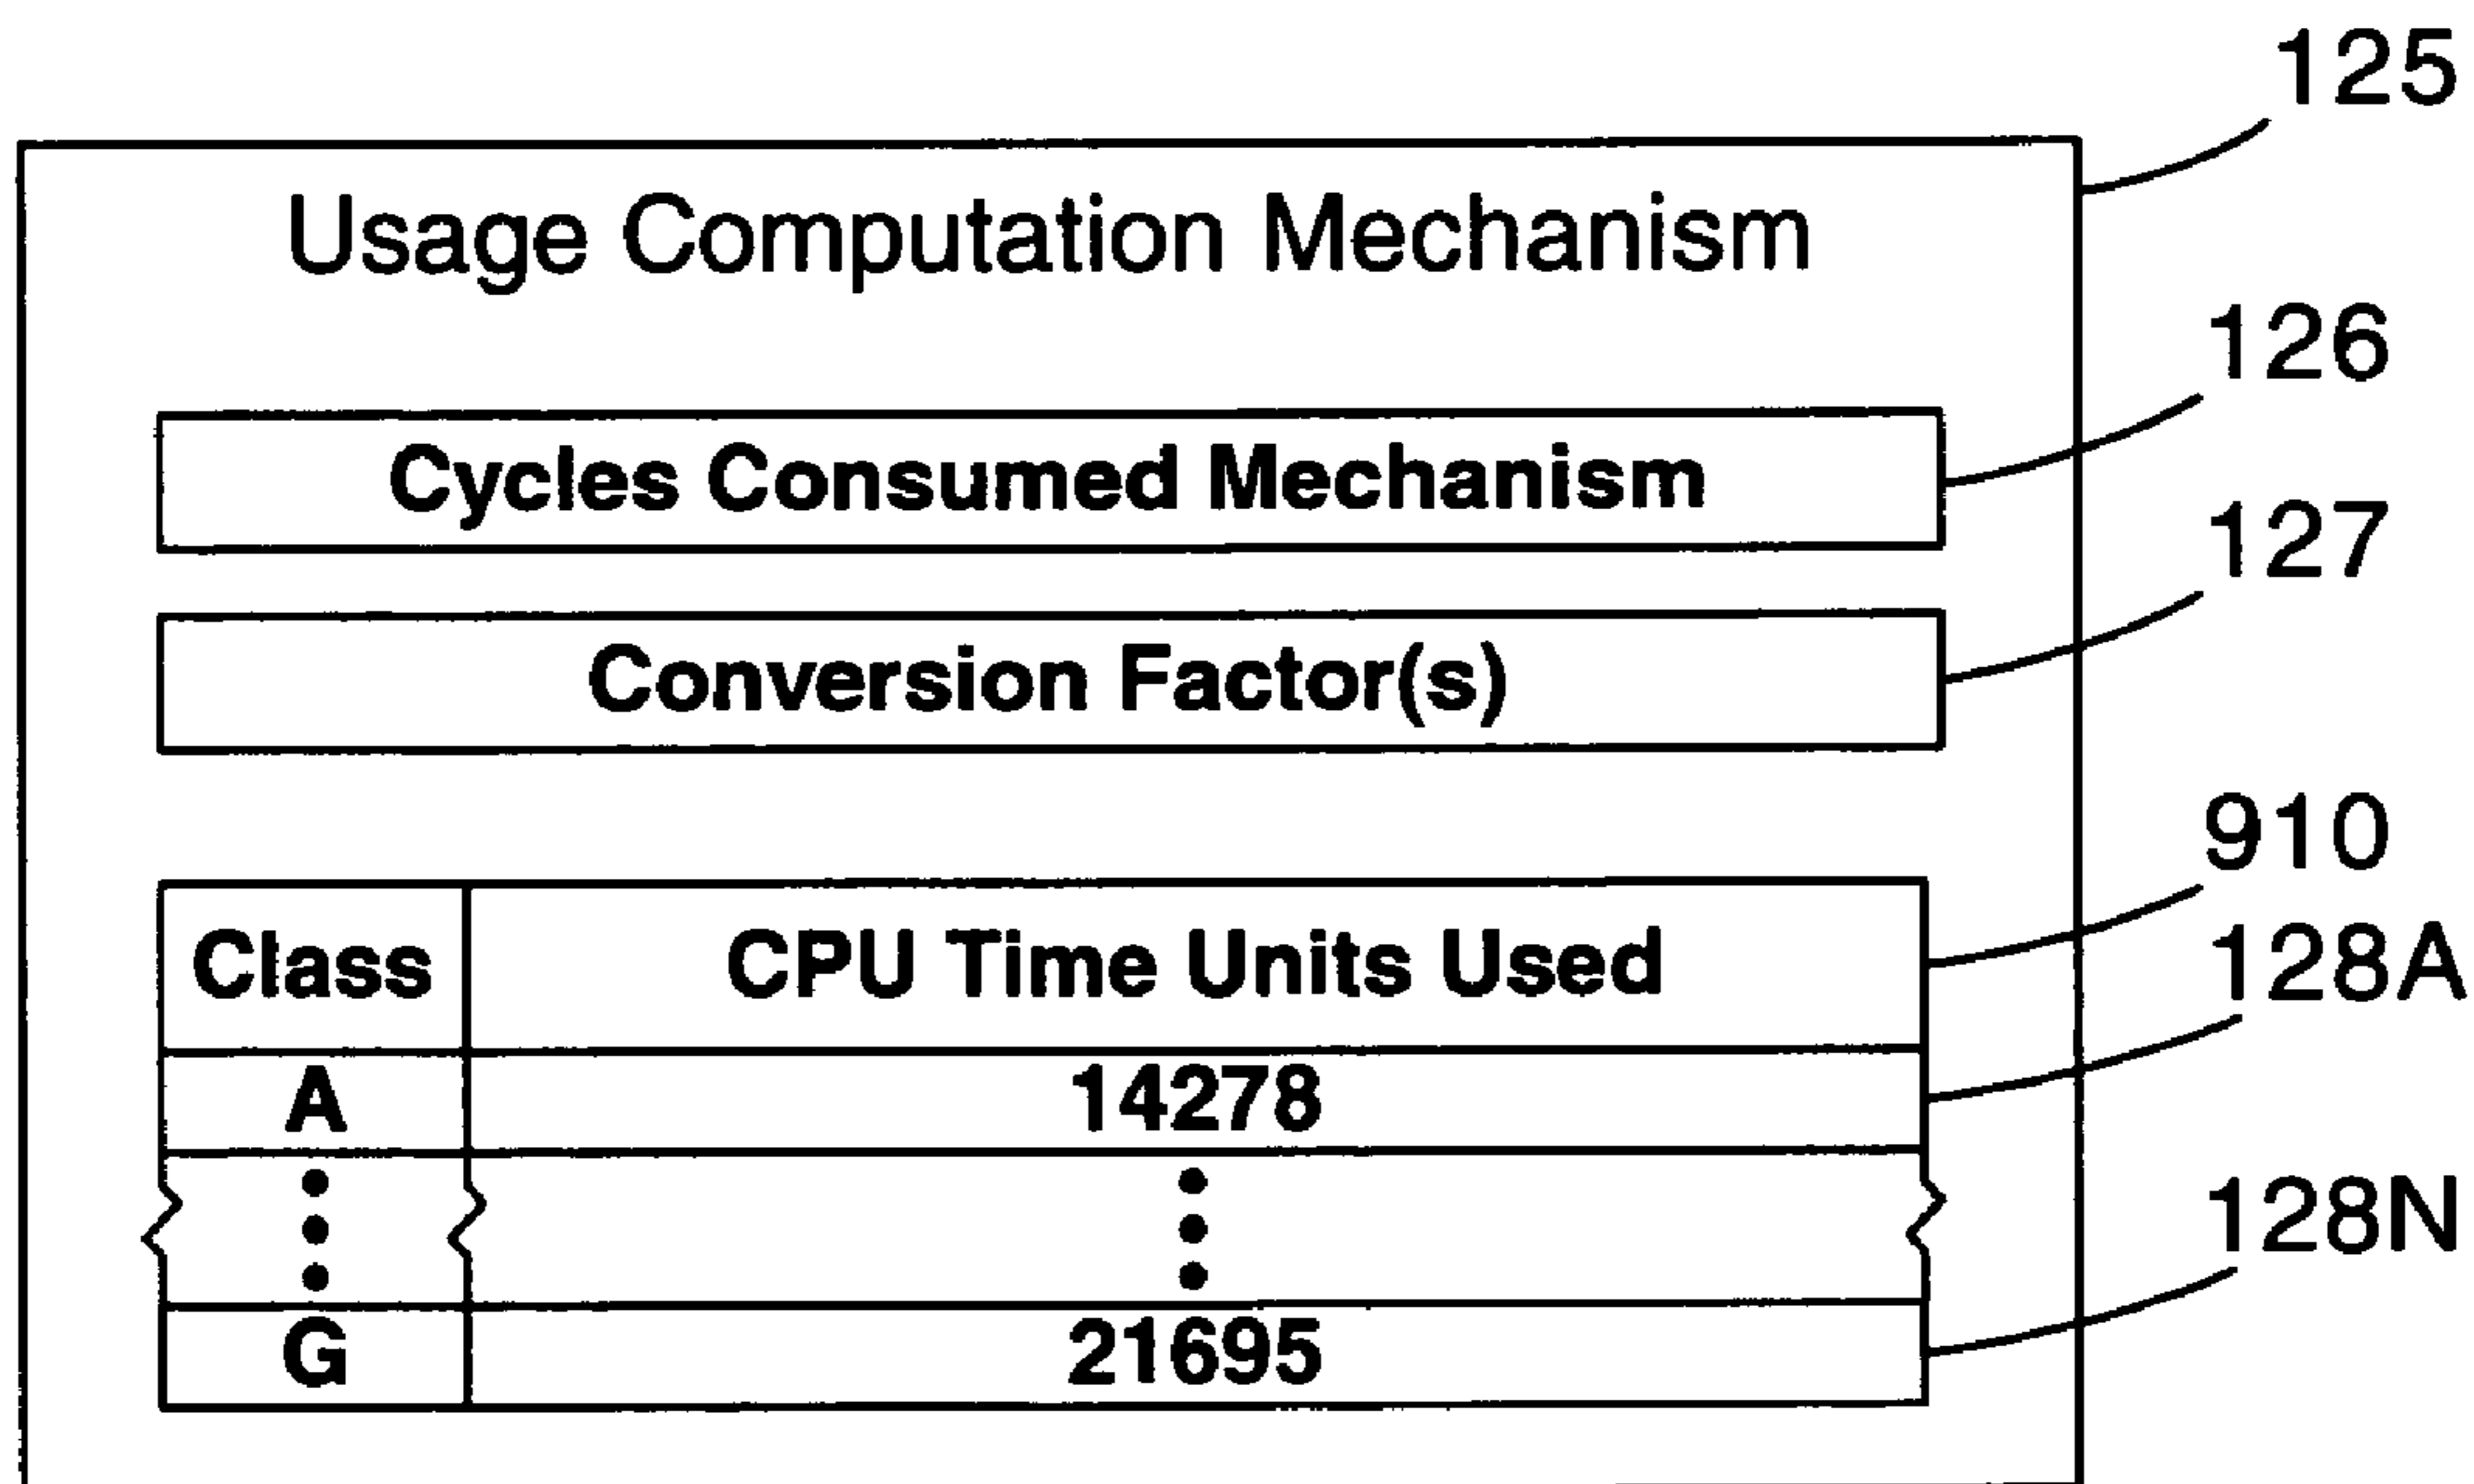 125
Usage Computation Mechanism
126
Cycles Consumed Mechanism
127
Conversion Factor(s)
910
Class CPU Time Units Used
128A
A 14278
128N
G 21695